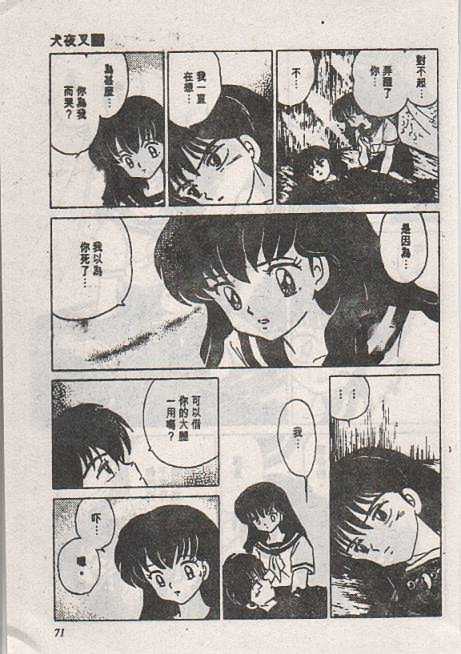 犬夜叉
對不起…
弄醒了
你…
不…
我一直
在想…
為甚麼…
你為我
而哭？
是因為…
我以為
你死了…
……
我…
可以借
你的大腿
一用嗎？
吓…
嗯。
71